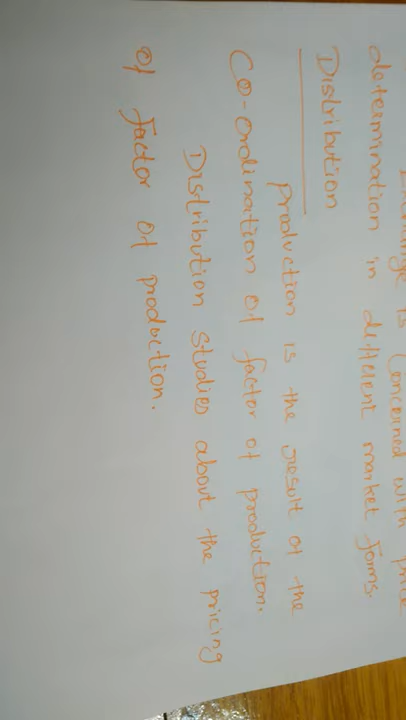 is concerned with price
determination in different market forms.
Distribution
production is the result of the
co-ordination of factor of production.
Distribution studies about the pricing
of factor of production.